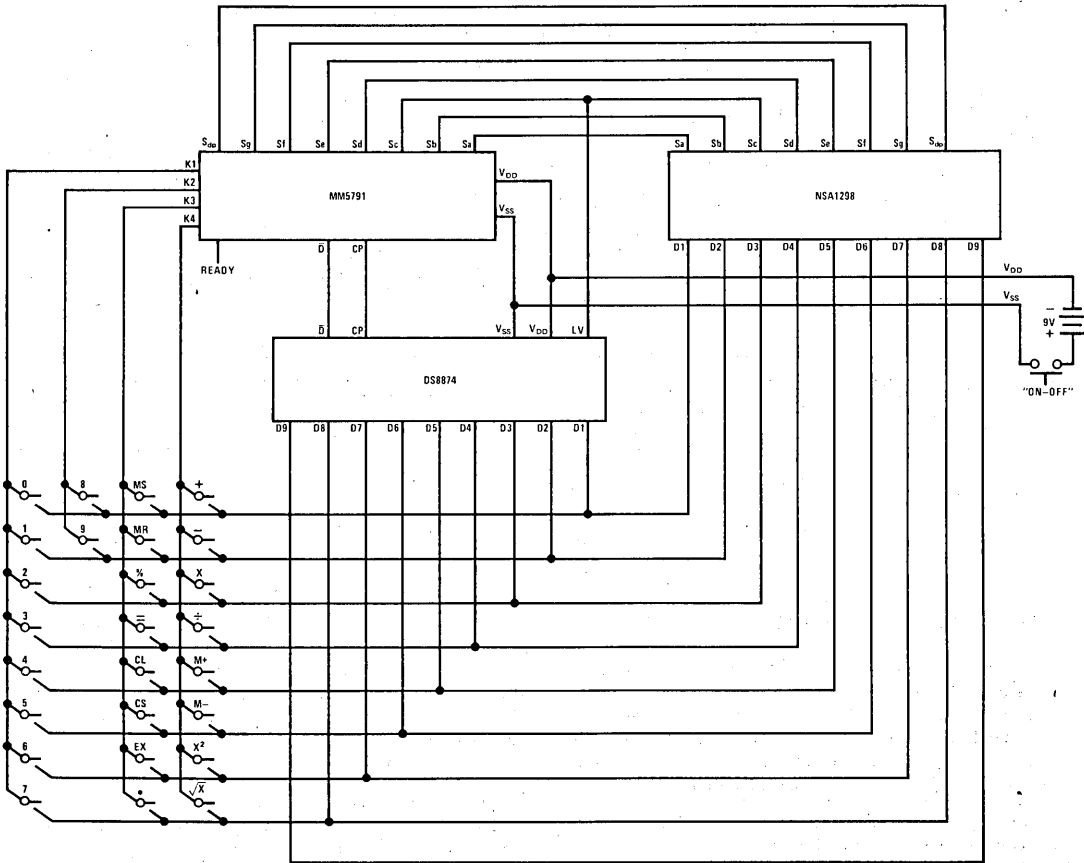 Sdp Sg Sf Se Sd Sc Sb Sa
Sa Sb Sc Sd Se Sf Sg Sdp
K1
K2
K3
K4
MM5791
VDD
VSS
NSA1298
READY
D̅ CP
D1 D2 D3 D4 D5 D6 D7 D8 D9
VDD
VSS
−
9V
+
"ON-OFF"
D̅ CP VSS VDD LV
DS8874
D9 D8 D7 D6 D5 D4 D3 D2 D1
0 8 MS +
1 9 MR −
2 % X
3 = ÷
4 CL M+
5 CS M−
6 EX X²
7 • √X